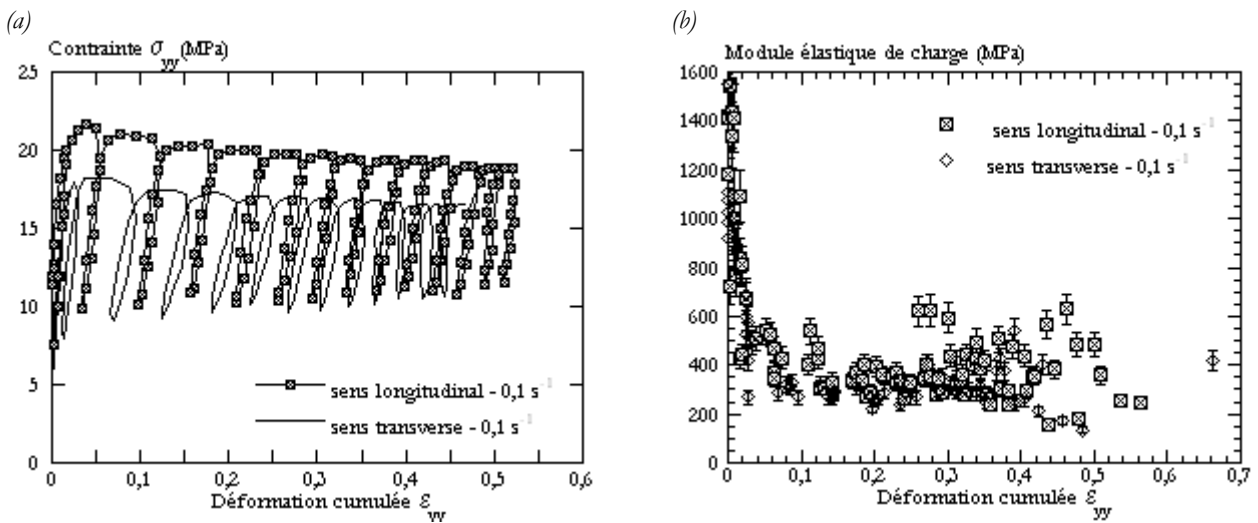 (a)
Contrainte σyy (MPa)
25
20
15
10
5
0
sens longitudinal - 0,1 s-1
sens transverse - 0,1 s-1
0 0,1 0,2 0,3 0,4 0,5 0,6
Déformation cumulée εyy
(b)
Module élastique de charge (MPa)
1600
1400
1200
1000
800
600
400
200
0
sens longitudinal - 0,1 s-1
sens transverse - 0,1 s-1
0 0,1 0,2 0,3 0,4 0,5 0,6 0,7
Déformation cumulée εyy